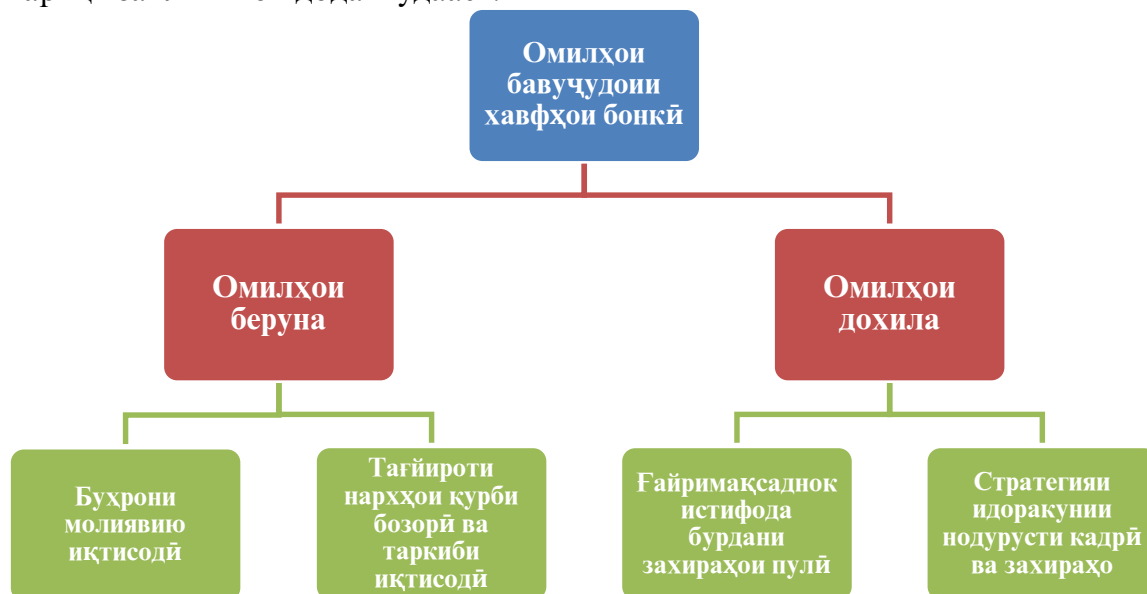 Омилҳои
бавуҷудоии
хавфҳои бонкӣ
Омилҳои
беруна
Омилҳои
дохила
Буҳрони
молиявию
иқтисодӣ
Тағйироти
нархҳои қурби
бозорӣ ва
таркиби
иқтисодӣ
Ғайримақсаднок
истифода
бурдани
захираҳои пулӣ
Стратегияи
идоракунии
нодурусти кадрӣ
ва захираҳо